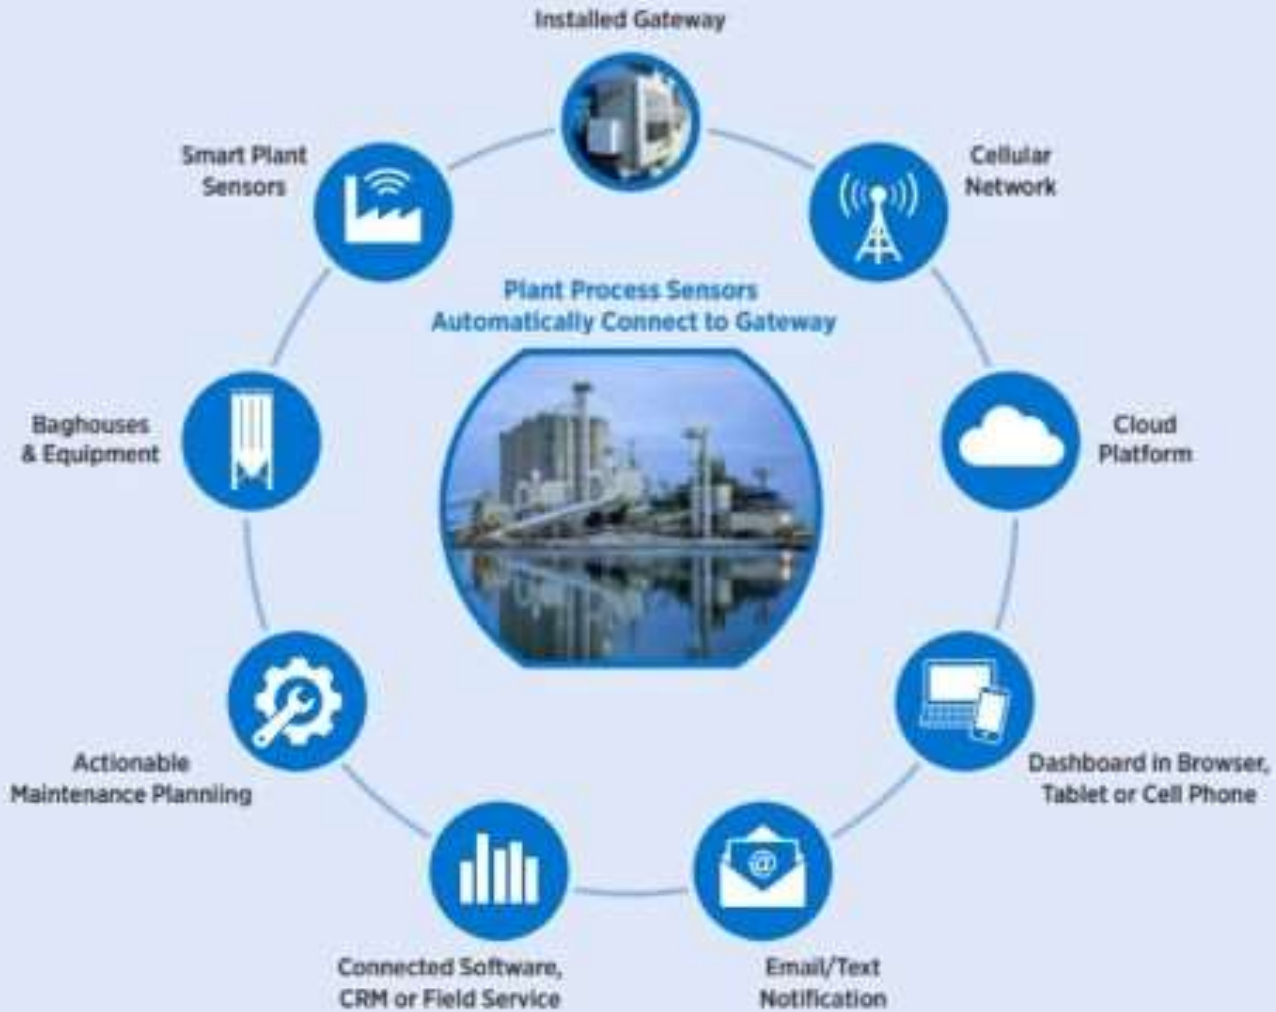 Installed Gateway
Smart Plant
Sensors
Cellular
Network
Plant Process Sensors
Automatically Connect to Gateway
Baghouses
& Equipment
Cloud
Platform
Actionable
Maintenance Planniing
Dashboard in Browser,
Tablet or Cell Phone
@
Connected Software,
CRM or Field Service
Email/Text
Notification